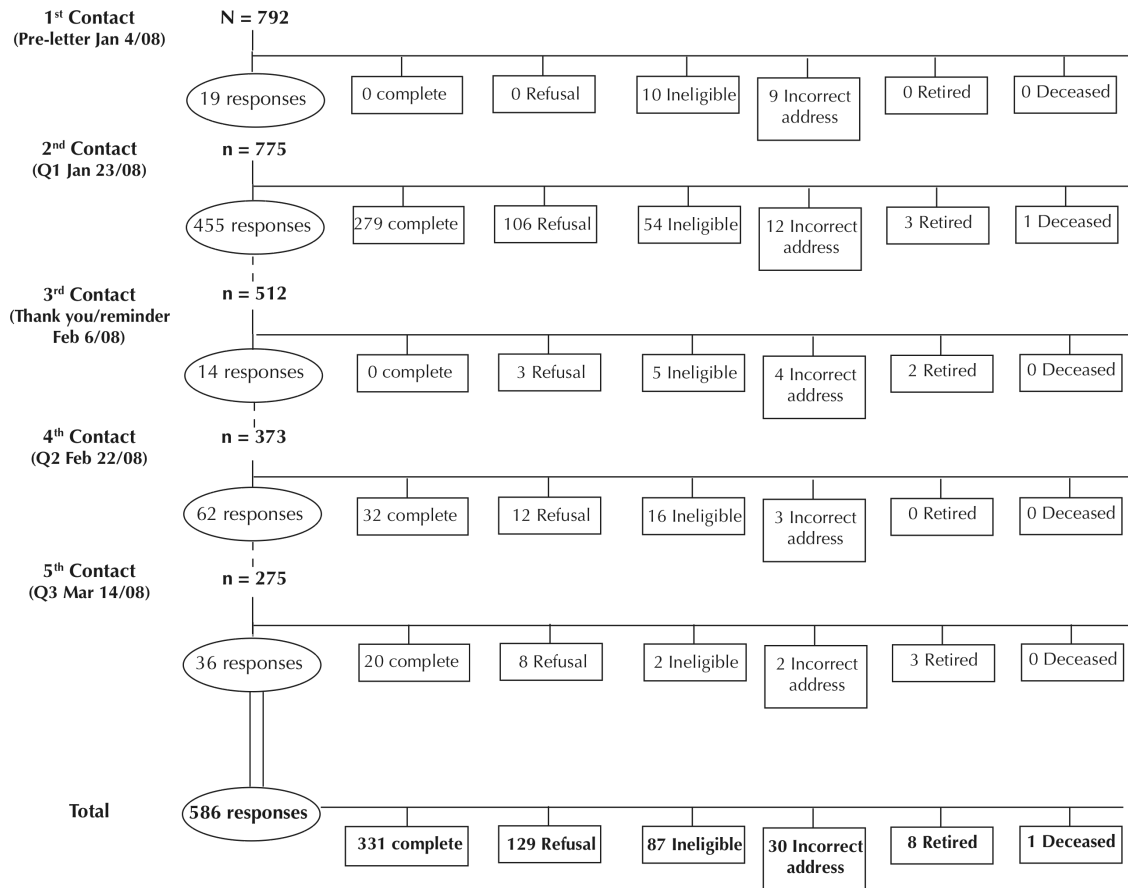 1st Contact
(Pre-letter Jan 4/08)
N = 792
19 responses
0 complete
0 Refusal
10 Ineligible
9 Incorrect
address
0 Retired
0 Deceased
2nd Contact
(Q1 Jan 23/08)
n = 775
455 responses
279 complete
106 Refusal
54 Ineligible
12 Incorrect
address
3 Retired
1 Deceased
3rd Contact
(Thank you/reminder
Feb 6/08)
n = 512
14 responses
0 complete
3 Refusal
5 Ineligible
4 Incorrect
address
2 Retired
0 Deceased
4th Contact
(Q2 Feb 22/08)
n = 373
62 responses
32 complete
12 Refusal
16 Ineligible
3 Incorrect
address
0 Retired
0 Deceased
5th Contact
(Q3 Mar 14/08)
n = 275
36 responses
20 complete
8 Refusal
2 Ineligible
2 Incorrect
address
3 Retired
0 Deceased
Total
586 responses
331 complete
129 Refusal
87 Ineligible
30 Incorrect
address
8 Retired
1 Deceased